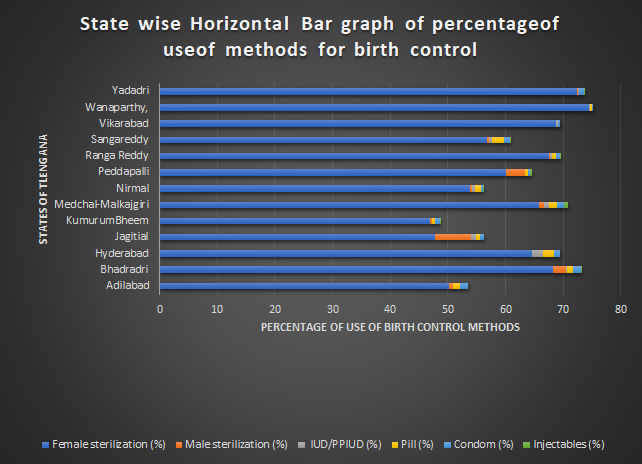 State wise Horizontal Bar graph of percentageof
useof methods for birth control
STATES OF TLENGANA
Yadadri
Wanaparthy,
Vikarabad
Sangareddy
Ranga Reddy
Peddapalli
Nirmal
Medchal-Malkajgiri
KumurumBheem
Jagitial
Hyderabad
Bhadradri
Adilabad
0 10 20 30 40 50 60 70 80
PERCENTAGE OF USE OF BIRTH CONTROL METHODS
Female sterilization (%) Male sterilization (%) IUD/PPIUD (%) Pill (%) Condom (%) Injectables (%)